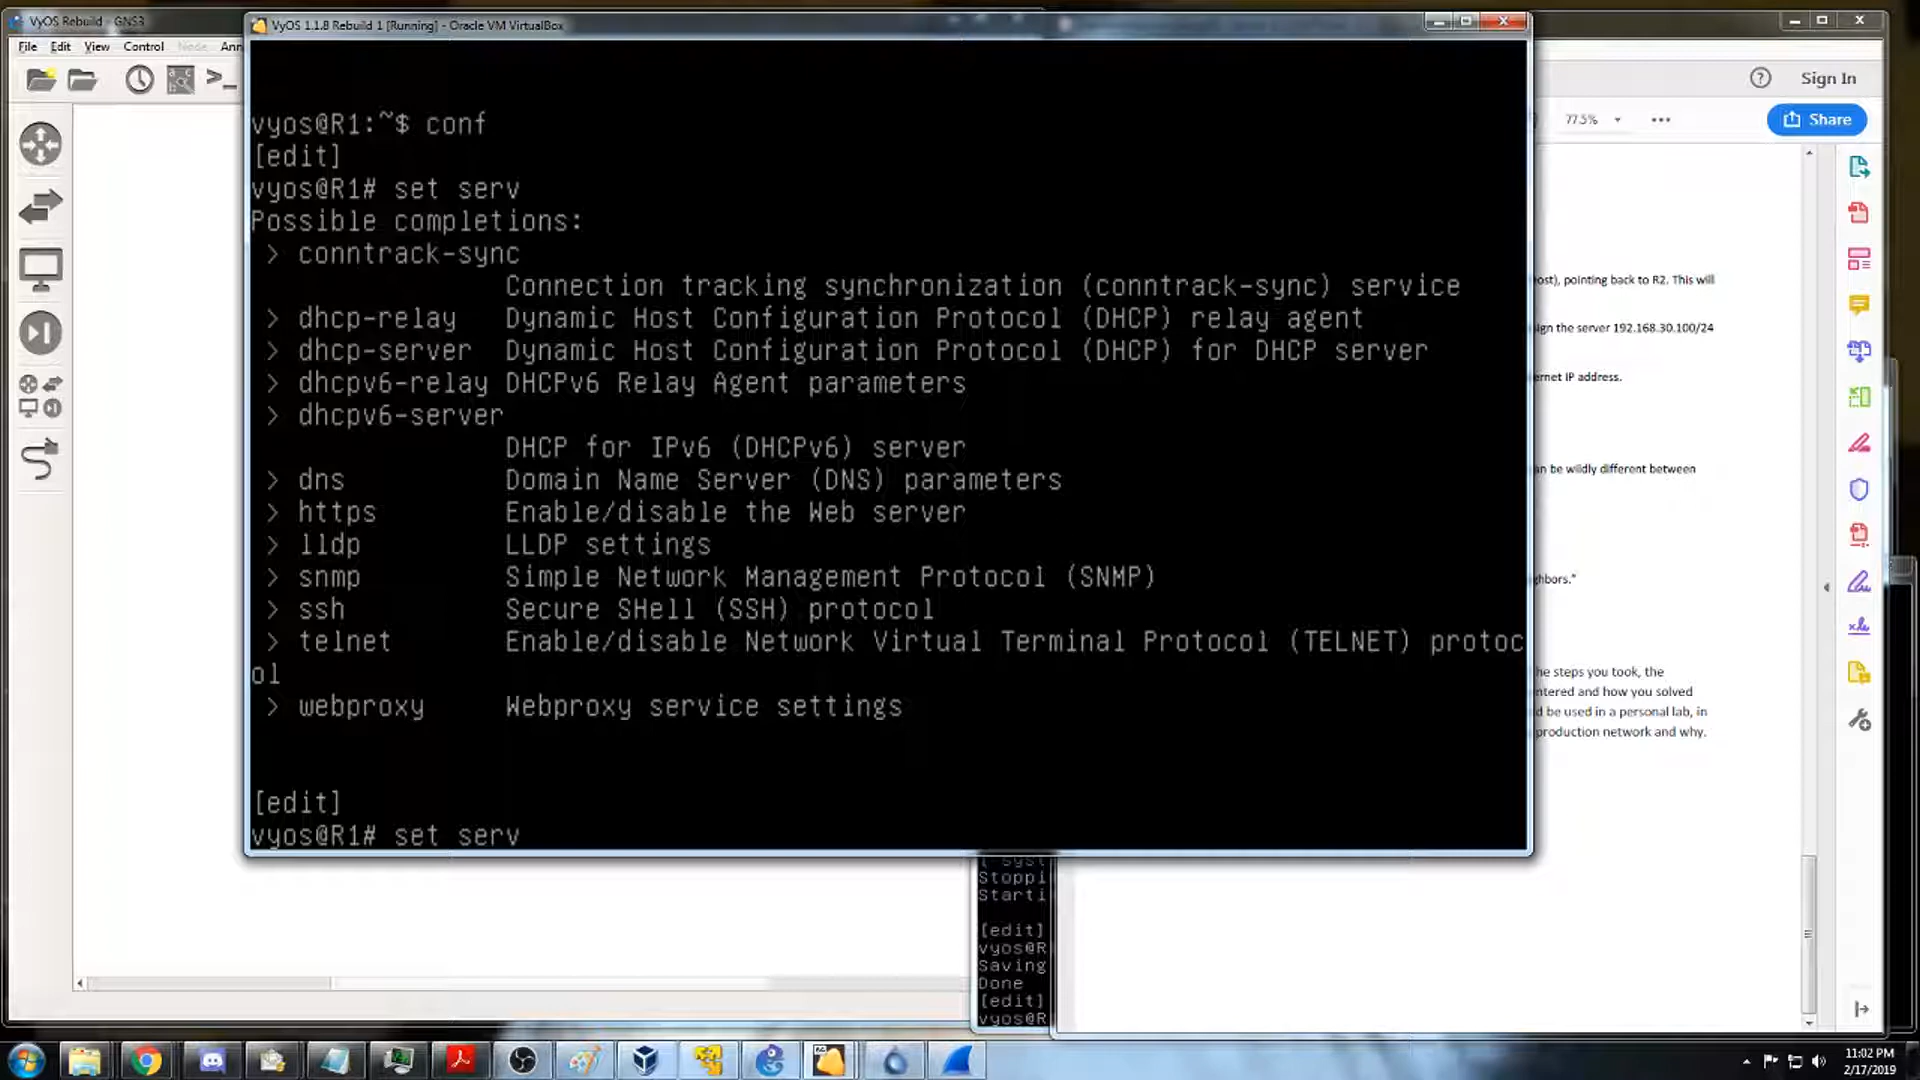 VyOS Rebuild - GNS3
File Edit View Control Node Ann
VyOS 1.1.8 Rebuild 1 [Running] - Oracle VM VirtualBox
vyos@R1:~$ conf
[edit]
vyos@R1# set serv
Possible completions:
> conntrack-sync
Connection tracking synchronization (conntrack-sync) service
> dhcp-relay Dynamic Host Configuration Protocol (DHCP) relay agent
> dhcp-server Dynamic Host Configuration Protocol (DHCP) for DHCP server
> dhcpv6-relay DHCPv6 Relay Agent parameters
> dhcpv6-server
DHCP for IPv6 (DHCPv6) server
> dns Domain Name Server (DNS) parameters
> https Enable/disable the Web server
> lldp LLDP settings
> snmp Simple Network Management Protocol (SNMP)
> ssh Secure SHell (SSH) protocol
> telnet Enable/disable Network Virtual Terminal Protocol (TELNET) protoc
ol
> webproxy Webproxy service settings
[edit]
vyos@R1# set serv
Stoppi
Starti
[edit]
vyos@R
Saving
Done
[edit]
vyos@R
Sign In
77.5%
Share
ost), pointing back to R2. This will
sign the server 192.168.30.100/24
ernet IP address.
an be wildly different between
ghbors."
he steps you took, the
ntered and how you solved
d be used in a personal lab, in
production network and why.
11:02 PM
2/17/2019